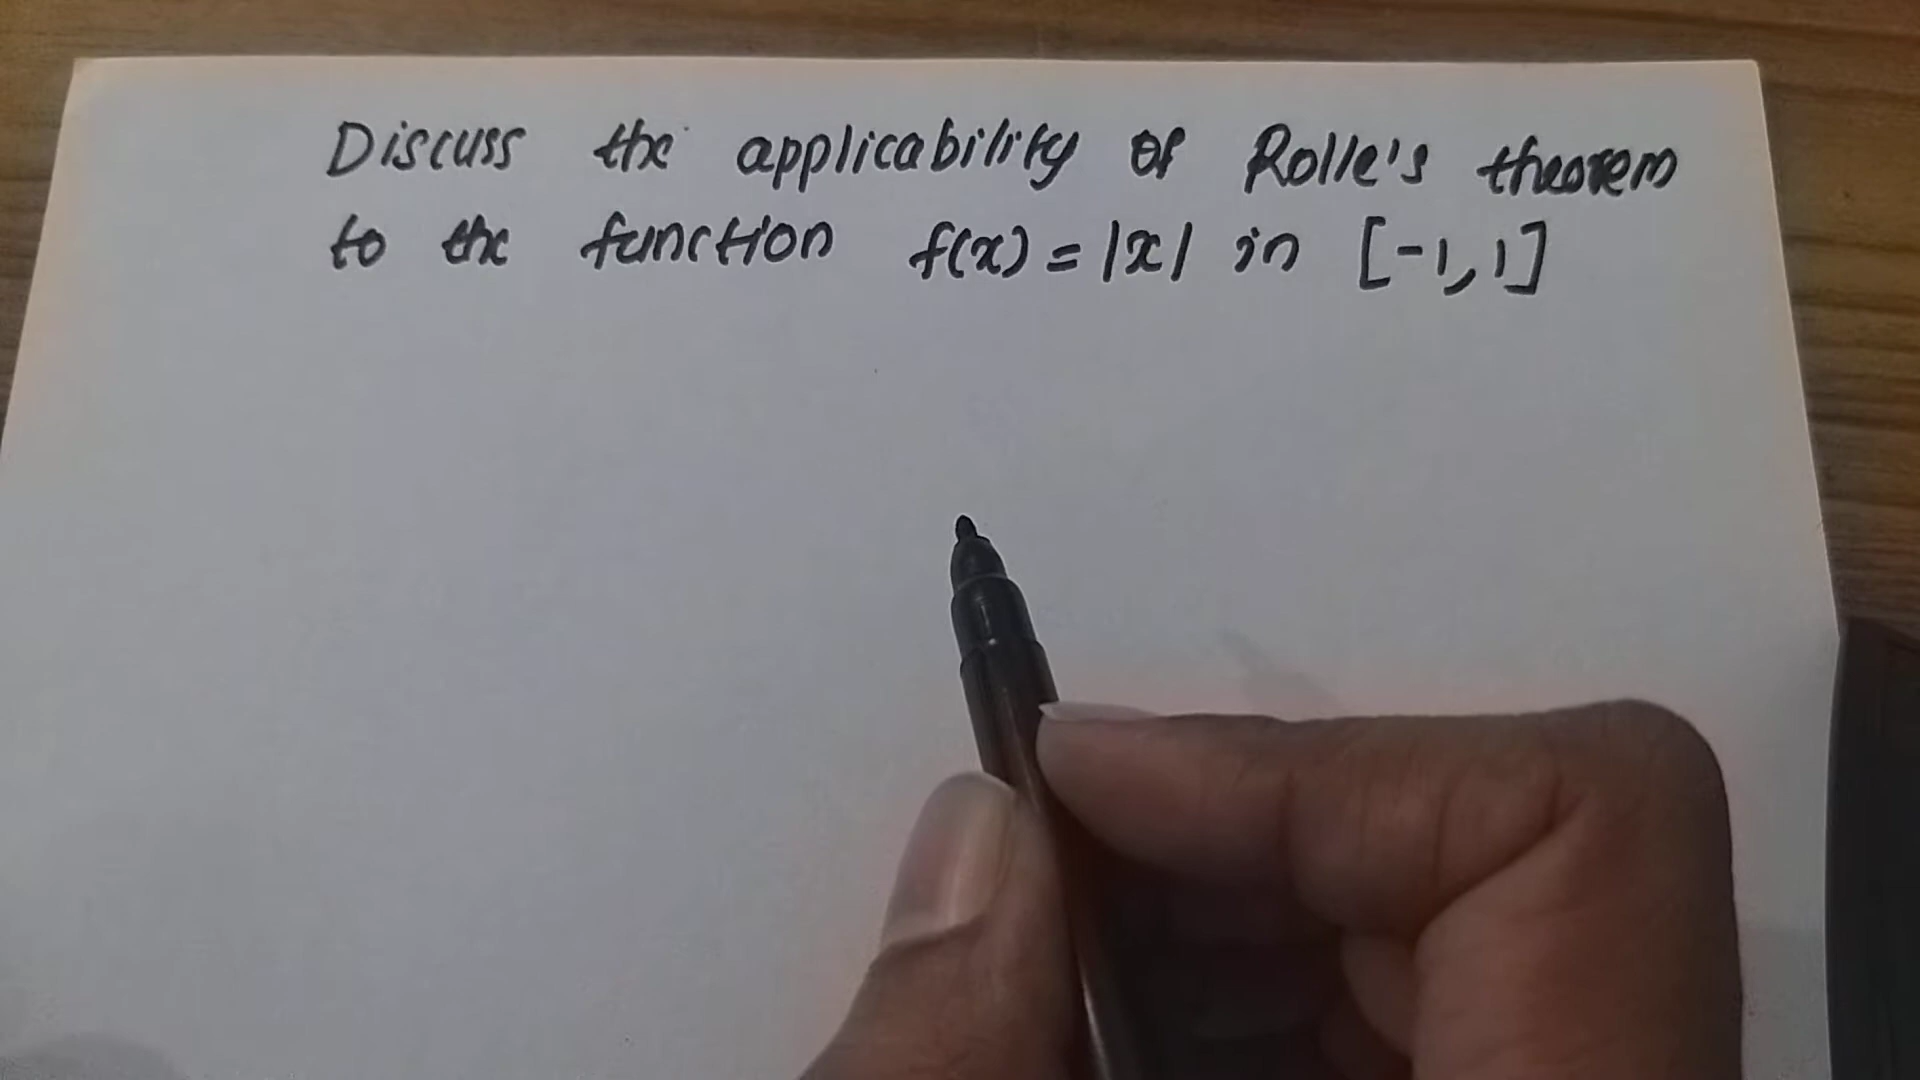 Discuss the applicability of Rolle's theorem
to the function f(x) = |x| in [-1, 1]